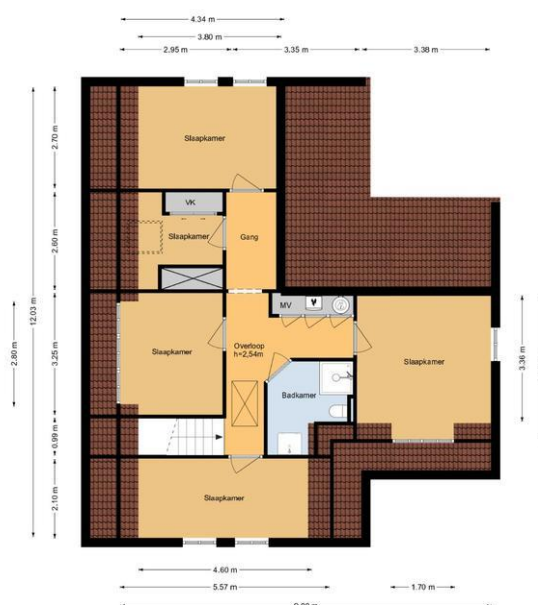 4.34 m
3.80 m
2.95 m
3.35 m
3.38 m
Slaapkamer
2.70 m
VK
Slaapkamer
Gang
2.60 m
12.03 m
MV
Overloop
h=2,54m
Slaapkamer
Slaapkamer
2.80 m
3.25 m
3.36 m
Badkamer
0.99 m
Slaapkamer
2.10 m
4.60 m
5.57 m
1.70 m